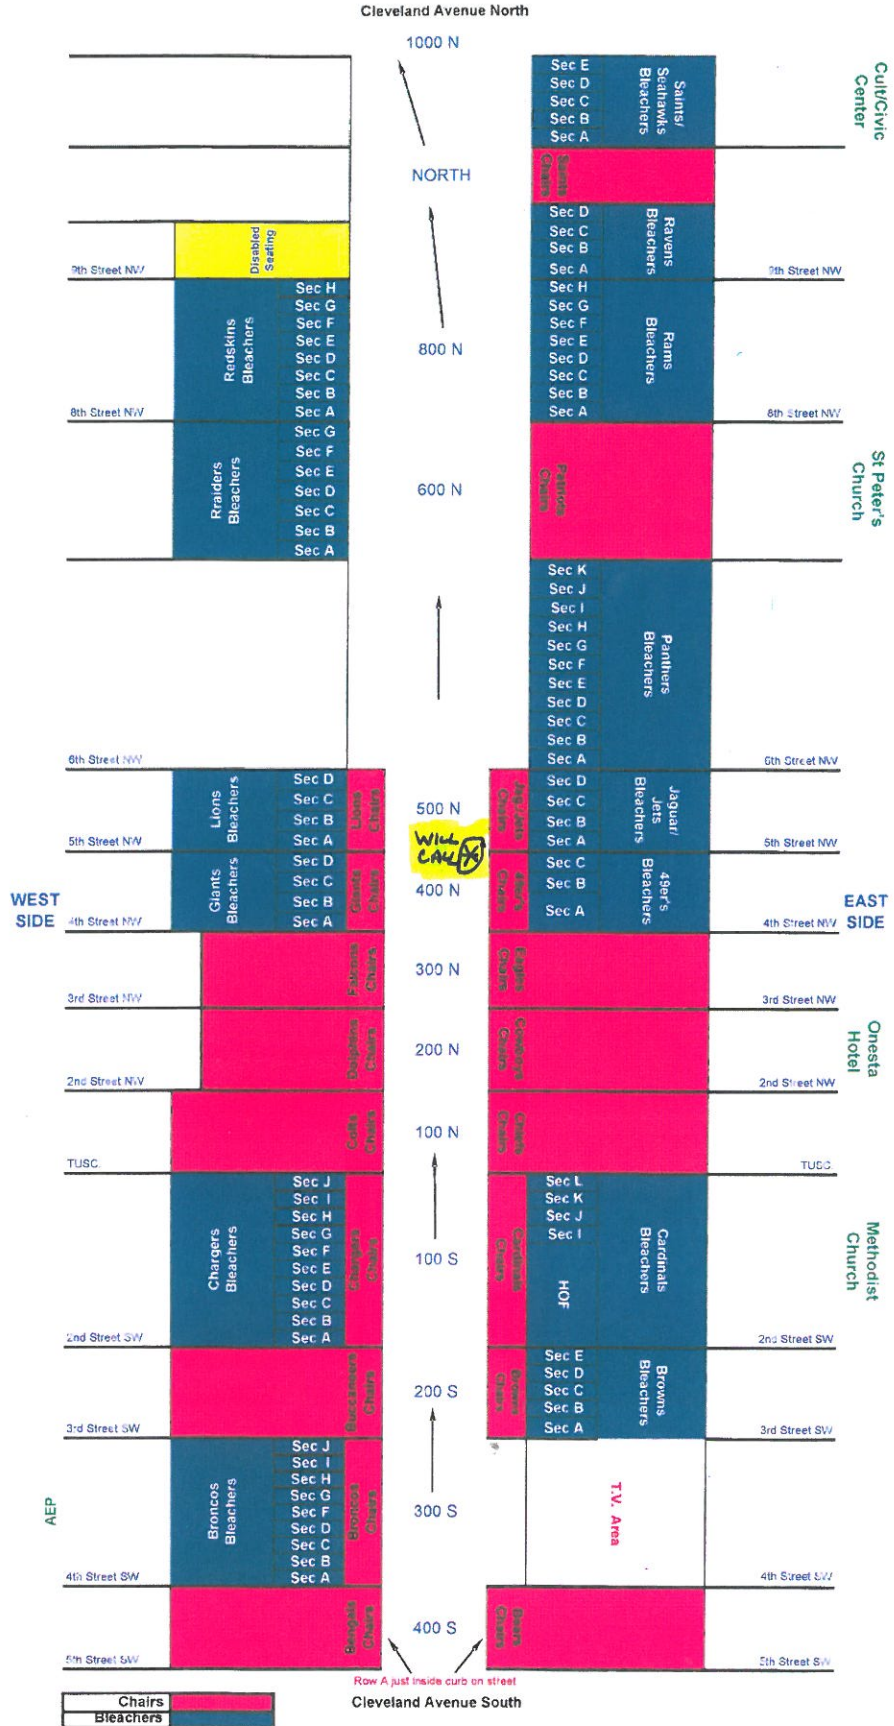 Cleveland Avenue North
1000 N
NORTH
800 N
600 N
500 N
WILL
CALL
400 N
300 N
200 N
100 N
100 S
200 S
300 S
400 S
WEST
SIDE
9th Street NW
8th Street NW
6th Street NW
5th Street NW
4th Street NW
3rd Street NW
2nd Street NW
TUSC.
2nd Street SW
3rd Street SW
AEP
4th Street SW
5th Street SW
Disabled
Seating
Redskins
Bleachers
Sec H
Sec G
Sec F
Sec E
Sec D
Sec C
Sec B
Sec A
Rraiders
Bleachers
Sec G
Sec F
Sec E
Sec D
Sec C
Sec B
Sec A
Lions
Bleachers
Sec D
Sec C
Sec B
Sec A
Lions
Chairs
Giants
Bleachers
Sec D
Sec C
Sec B
Sec A
Giants
Chairs
Falcons
Chairs
Dolphins
Chairs
Colts
Chairs
Chargers
Bleachers
Sec J
Sec I
Sec H
Sec G
Sec F
Sec E
Sec D
Sec C
Sec B
Sec A
Chargers
Chairs
Buccaneers
Chairs
Broncos
Bleachers
Sec J
Sec I
Sec H
Sec G
Sec F
Sec D
Sec C
Sec B
Sec A
Broncos
Chairs
Bengals
Chairs
Sec E
Sec D
Sec C
Sec B
Sec A
Saints/
Seahawks
Bleachers
Saints
Chairs
Sec D
Sec C
Sec B
Sec A
Ravens
Bleachers
Sec H
Sec G
Sec F
Sec E
Sec D
Sec C
Sec B
Sec A
Rams
Bleachers
Patriots
Chairs
Sec K
Sec J
Sec I
Sec H
Sec G
Sec F
Sec E
Sec D
Sec C
Sec B
Sec A
Panthers
Bleachers
Jag/Jets
Chairs
Sec D
Sec C
Sec B
Sec A
Jaguar/
Jets
Bleachers
49er's
Chairs
Sec C
Sec B
Sec A
49er's
Bleachers
Eagles
Chairs
Cowboys
Chairs
Chiefs
Chairs
Cardinals
Chairs
Sec L
Sec K
Sec J
Sec I
HOF
Cardinals
Bleachers
Browns
Chairs
Sec E
Sec D
Sec C
Sec B
Sec A
Browns
Bleachers
T.V. Area
Bears
Chairs
Cult/Civic
Center
9th Street NW
8th Street NW
St Peter's
Church
6th Street NW
5th Street NW
EAST
SIDE
4th Street NW
3rd Street NW
Onesta
Hotel
2nd Street NW
TUSC.
Methodist
Church
2nd Street SW
3rd Street SW
4th Street SW
5th Street SW
Row A just inside curb on street
Cleveland Avenue South
Chairs
Bleachers